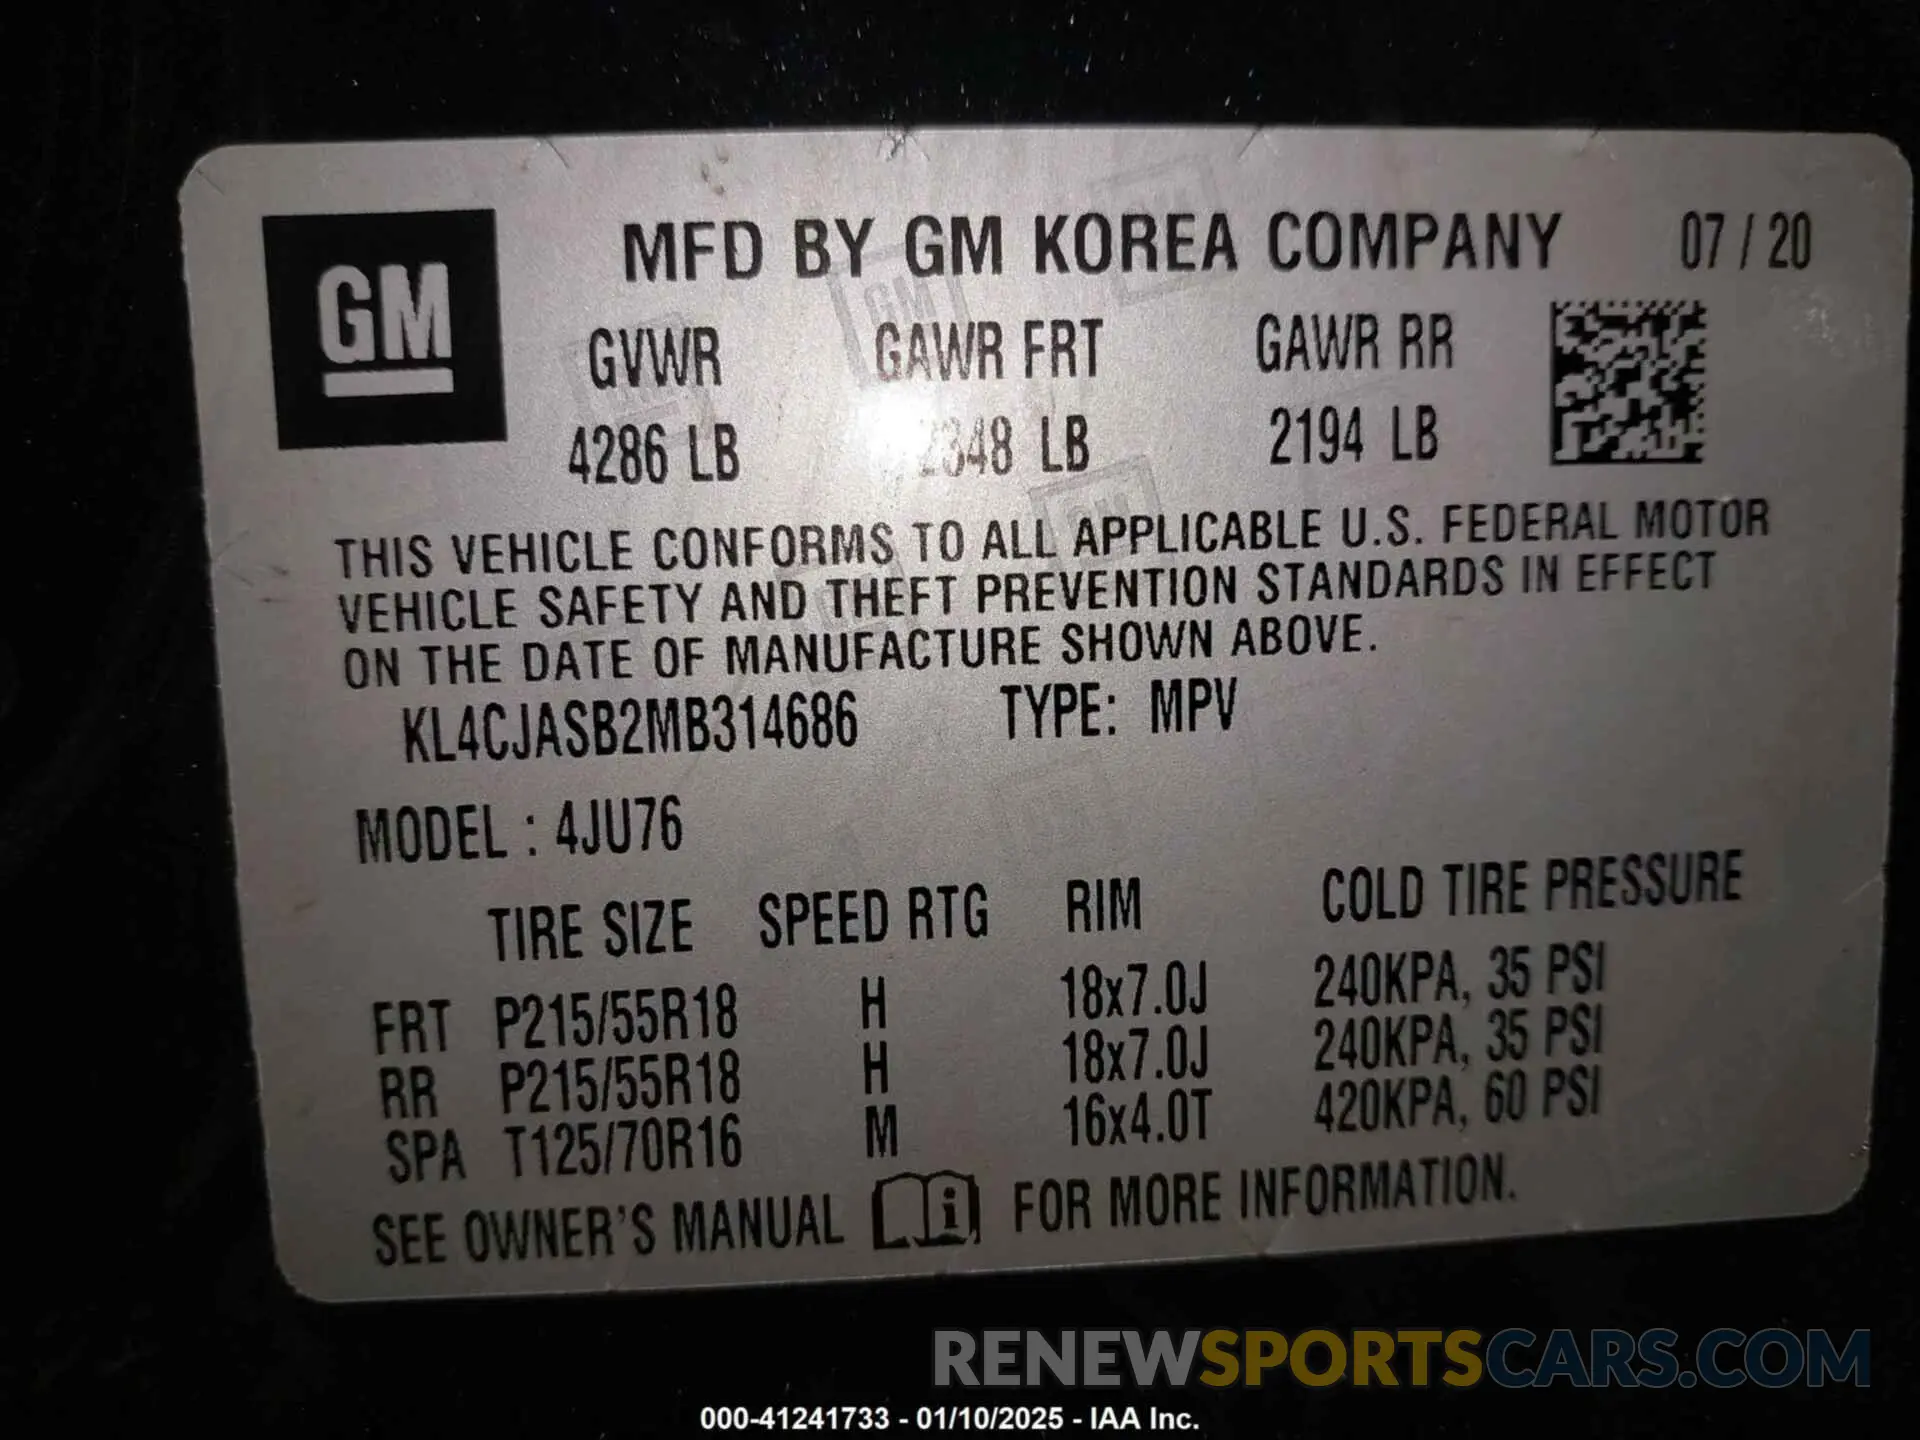 GM
MFD BY GM KOREA COMPANY 07 / 20
GVWR GAWR FRT GAWR RR
4286 LB 2348 LB 2194 LB
THIS VEHICLE CONFORMS TO ALL APPLICABLE U.S. FEDERAL MOTOR
VEHICLE SAFETY AND THEFT PREVENTION STANDARDS IN EFFECT
ON THE DATE OF MANUFACTURE SHOWN ABOVE.
KL4CJASB2MB314686 TYPE: MPV
MODEL : 4JU76
TIRE SIZE SPEED RTG RIM COLD TIRE PRESSURE
FRT P215/55R18 H 18x7.0J 240KPA, 35 PSI
RR P215/55R18 H 18x7.0J 240KPA, 35 PSI
SPA T125/70R16 M 16x4.0T 420KPA, 60 PSI
SEE OWNER'S MANUAL i FOR MORE INFORMATION.
RENEWSPORTSCARS.COM
000-41241733 - 01/10/2025 - IAA Inc.